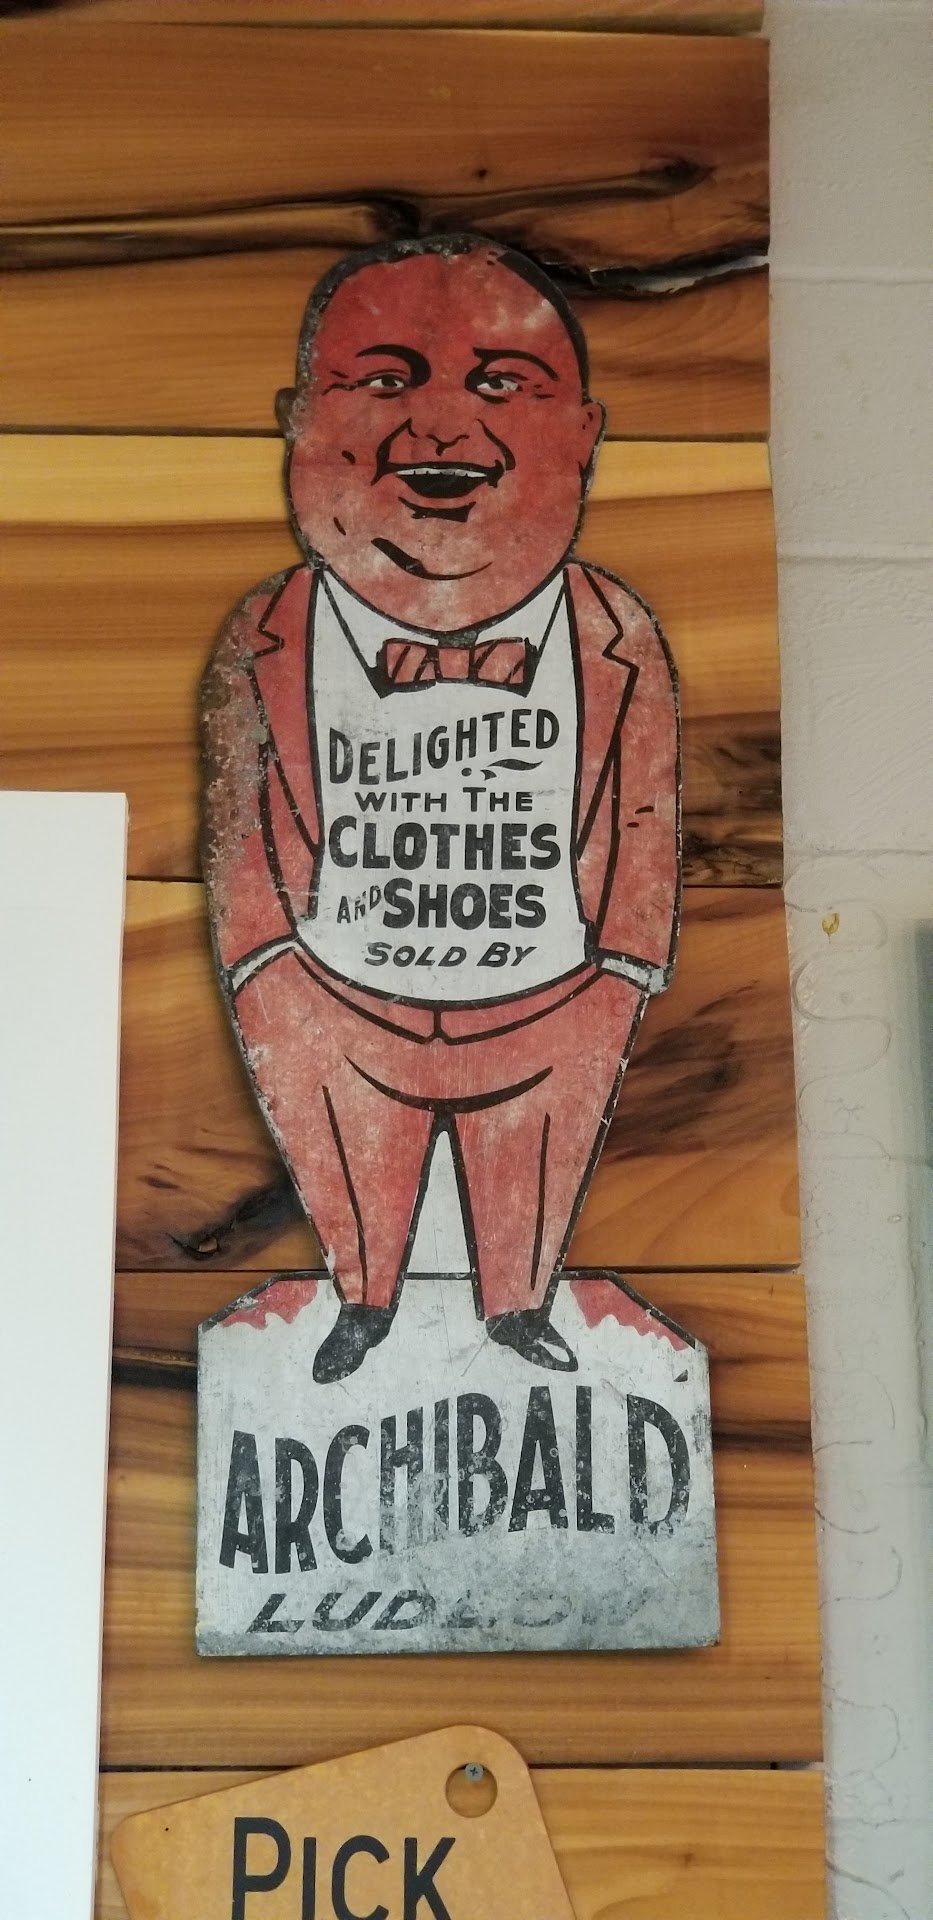 DELIGHTED
WITH THE
CLOTHES
AND SHOES
SOLD BY
ARCHIBALD
LUDLOW
PICK